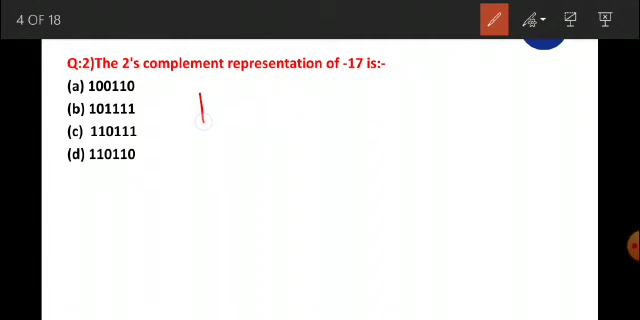 4 OF 18
Q:2)The 2's complement representation of -17 is:-
(a) 100110
(b) 101111
(c) 110111
(d) 110110